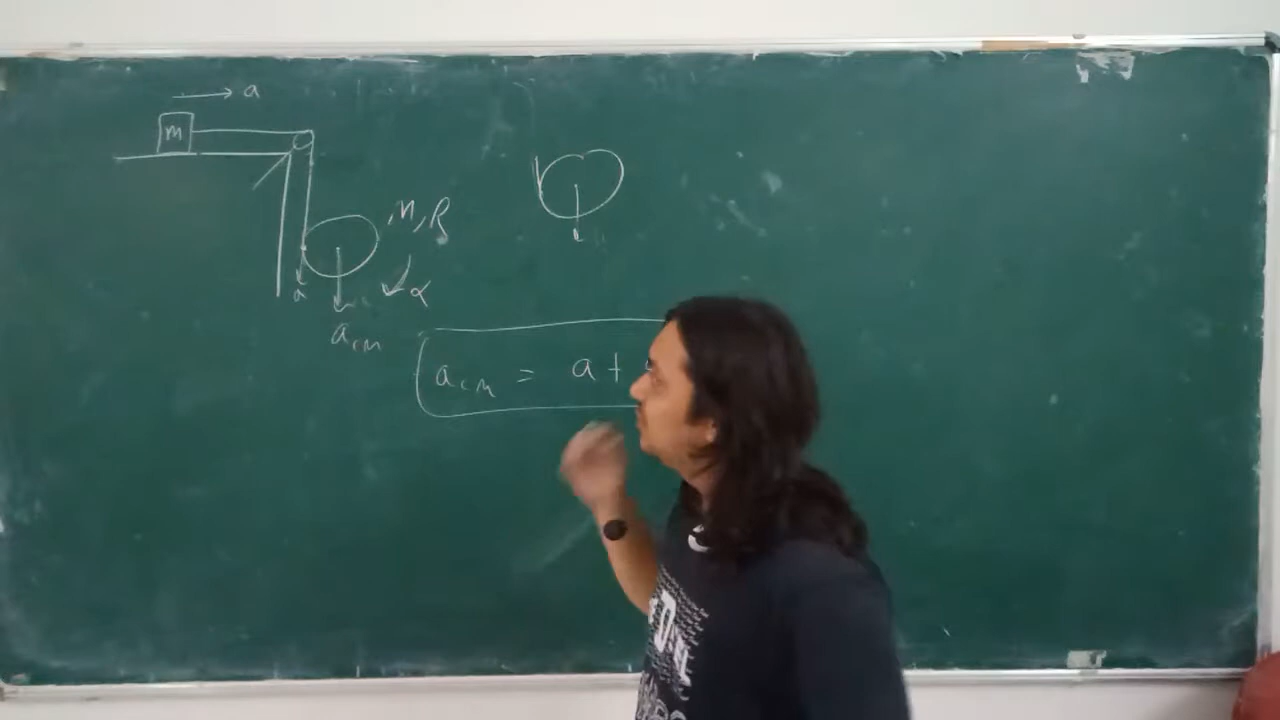 a
m
M, R
a
α
a_cm
a_cm = a +